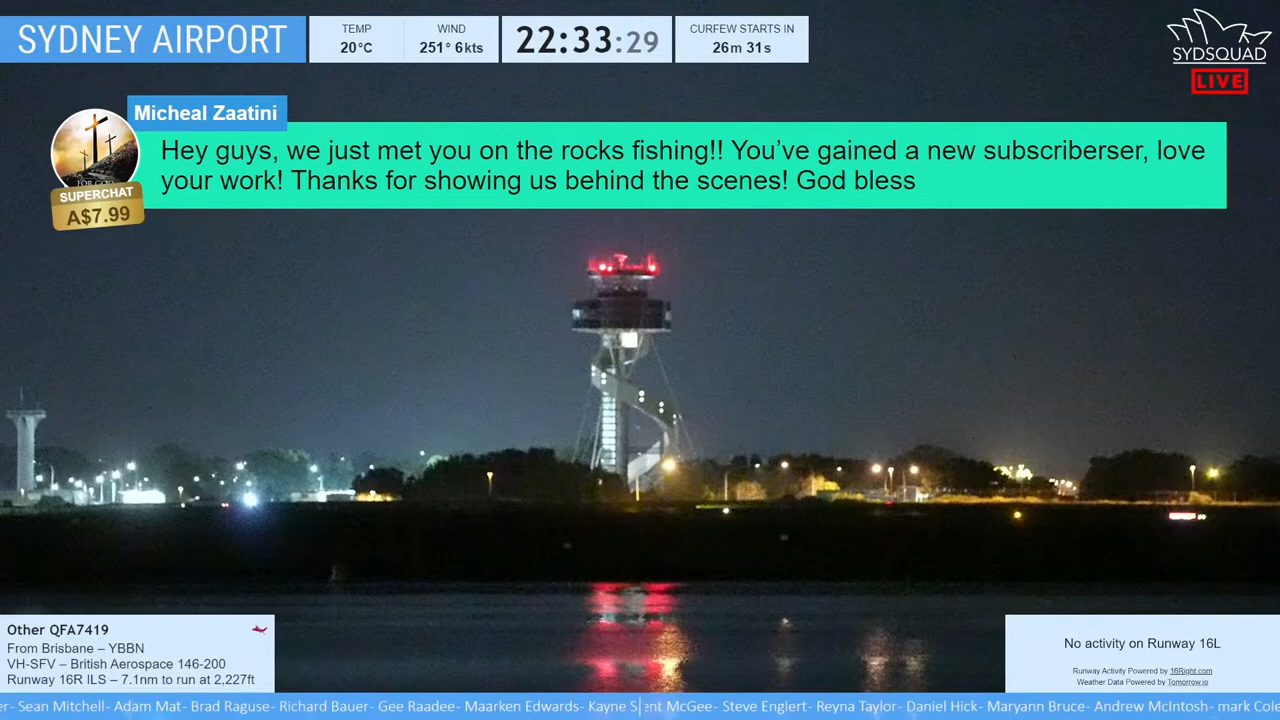 SYDNEY AIRPORT
TEMP
20°C
WIND
251° 6kts
22:33:29
CURFEW STARTS IN
26m 31s
SYDSQUAD
LIVE
Micheal Zaatini
Hey guys, we just met you on the rocks fishing!! You've gained a new subscriberser, love
your work! Thanks for showing us behind the scenes! God bless
FOR GOD
SUPERCHAT
A$7.99
Other QFA7419
From Brisbane – YBBN
VH-SFV – British Aerospace 146-200
Runway 16R ILS – 7.1nm to run at 2,227ft
No activity on Runway 16L
Runway Activity Powered by 16Right.com
Weather Data Powered by Tomorrow.io
er- Sean Mitchell- Adam Mat- Brad Raguse- Richard Bauer- Gee Raadee- Maarken Edwards- Kayne S ent McGee- Steve Englert- Reyna Taylor- Daniel Hick- Maryann Bruce- Andrew McIntosh- mark Cole